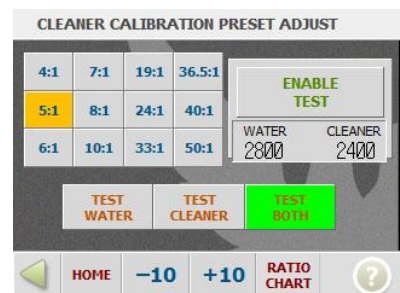 CLEANER CALIBRATION PRESET ADJUST
4:1 7:1 19:1 36.5:1
ENABLE
TEST
5:1 8:1 24:1 40:1
WATER CLEANER
2800 2400
6:1 10:1 33:1 50:1
TEST
WATER
TEST
CLEANER
TEST
BOTH
HOME −10 +10 RATIO
CHART
?